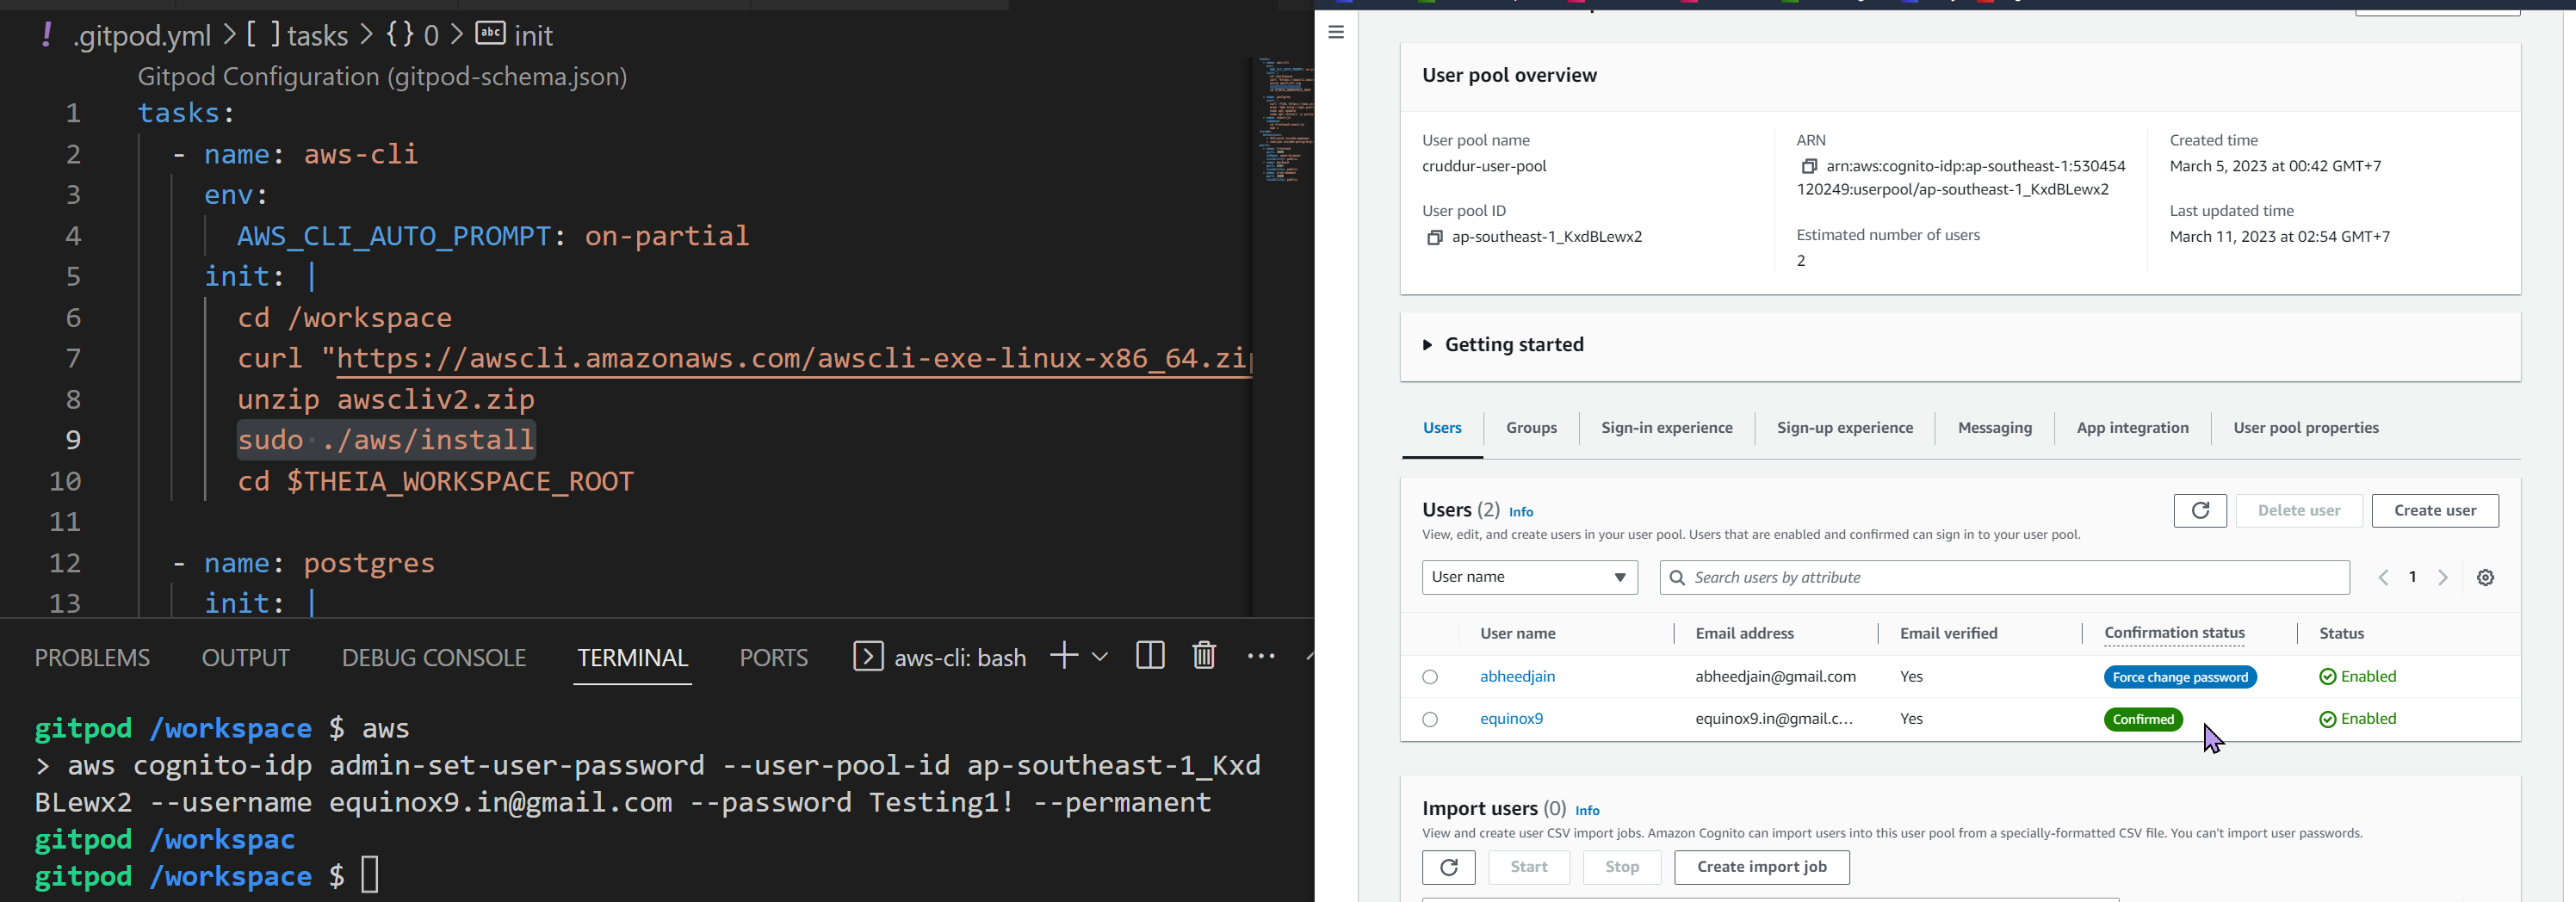 .gitpod.yml > [ ] tasks > {} 0 > abc init
Gitpod Configuration (gitpod-schema.json)
1 tasks:
2 - name: aws-cli
3 env:
4 AWS_CLI_AUTO_PROMPT: on-partial
5 init: |
6 cd /workspace
7 curl "https://awscli.amazonaws.com/awscli-exe-linux-x86_64.zip
8 unzip awscliv2.zip
9 sudo ./aws/install
10 cd $THEIA_WORKSPACE_ROOT
11
12 - name: postgres
13 init: |
PROBLEMS OUTPUT DEBUG CONSOLE TERMINAL PORTS aws-cli: bash
gitpod /workspace $ aws
> aws cognito-idp admin-set-user-password --user-pool-id ap-southeast-1_Kxd
BLewx2 --username equinox9.in@gmail.com --password Testing1! --permanent
gitpod /workspac
gitpod /workspace $
User pool overview
User pool name
cruddur-user-pool
User pool ID
ap-southeast-1_KxdBLewx2
ARN
arn:aws:cognito-idp:ap-southeast-1:530454
120249:userpool/ap-southeast-1_KxdBLewx2
Estimated number of users
2
Created time
March 5, 2023 at 00:42 GMT+7
Last updated time
March 11, 2023 at 02:54 GMT+7
Getting started
Users Groups Sign-in experience Sign-up experience Messaging App integration User pool properties
Users (2) Info
Delete user Create user
View, edit, and create users in your user pool. Users that are enabled and confirmed can sign in to your user pool.
User name Search users by attribute 1
User name Email address Email verified Confirmation status Status
abheedjain abheedjain@gmail.com Yes Force change password Enabled
equinox9 equinox9.in@gmail.c... Yes Confirmed Enabled
Import users (0) Info
View and create user CSV import jobs. Amazon Cognito can import users into this user pool from a specially-formatted CSV file. You can't import user passwords.
Start Stop Create import job